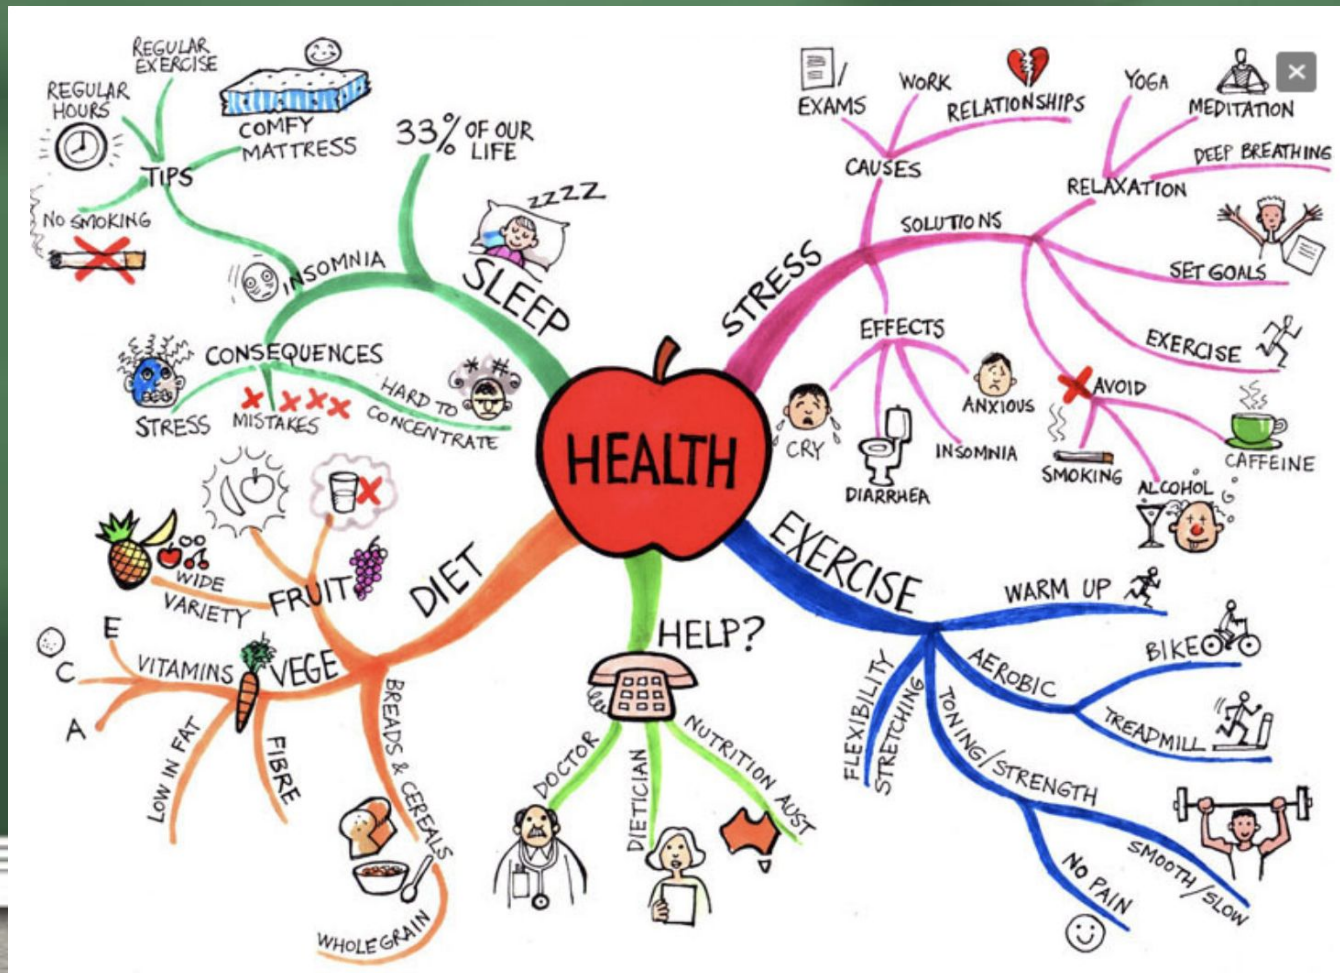 HEALTH
SLEEP
33% OF OUR
LIFE
ZZZZ
INSOMNIA
TIPS
REGULAR
HOURS
REGULAR
EXERCISE
COMFY
MATTRESS
NO SMOKING
CONSEQUENCES
STRESS
MISTAKES
HARD TO
CONCENTRATE
*#
STRESS
CAUSES
EXAMS
WORK
RELATIONSHIPS
SOLUTIONS
RELAXATION
YOGA
MEDITATION
DEEP BREATHING
SET GOALS
EXERCISE
AVOID
SMOKING
ALCOHOL
CAFFEINE
EFFECTS
CRY
DIARRHEA
INSOMNIA
ANXIOUS
DIET
FRUIT
WIDE
VARIETY
VEGE
VITAMINS
E
C
A
LOW IN FAT
FIBRE
BREADS & CEREALS
WHOLEGRAIN
HELP?
DOCTOR
DIETICIAN
NUTRITION AUST
EXERCISE
WARM UP
AEROBIC
BIKE
TREADMILL
TONING/STRENGTH
SMOOTH/SLOW
NO PAIN
FLEXIBILITY
STRETCHING